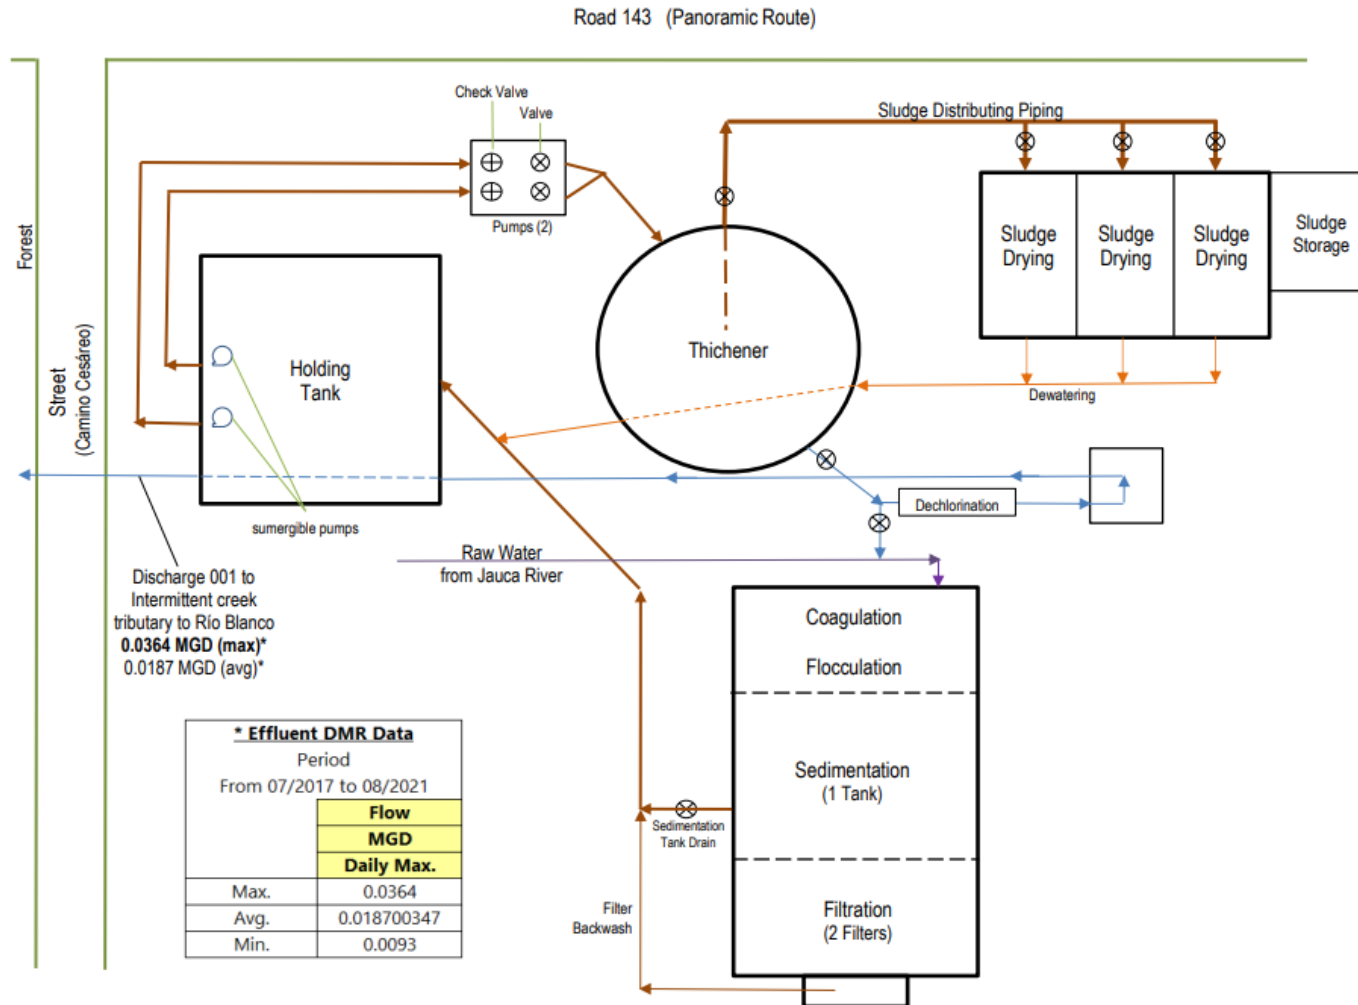 Road 143 (Panoramic Route)
Check Valve
Valve
Pumps (2)
Sludge Distributing Piping
Sludge
Drying
Sludge
Drying
Sludge
Drying
Sludge
Storage
Forest
Street
(Camino Cesáreo)
Holding
Tank
Thichener
Dewatering
sumergible pumps
Dechlorination
Raw Water
from Jauca River
Discharge 001 to
Intermittent creek
tributary to Río Blanco
0.0364 MGD (max)*
0.0187 MGD (avg)*
Coagulation
Flocculation
Sedimentation
(1 Tank)
Sedimentation
Tank Drain
Filter
Backwash
Filtration
(2 Filters)
* Effluent DMR Data
Period
From 07/2017 to 08/2021
Flow
MGD
Daily Max.
Max. 0.0364
Avg. 0.018700347
Min. 0.0093